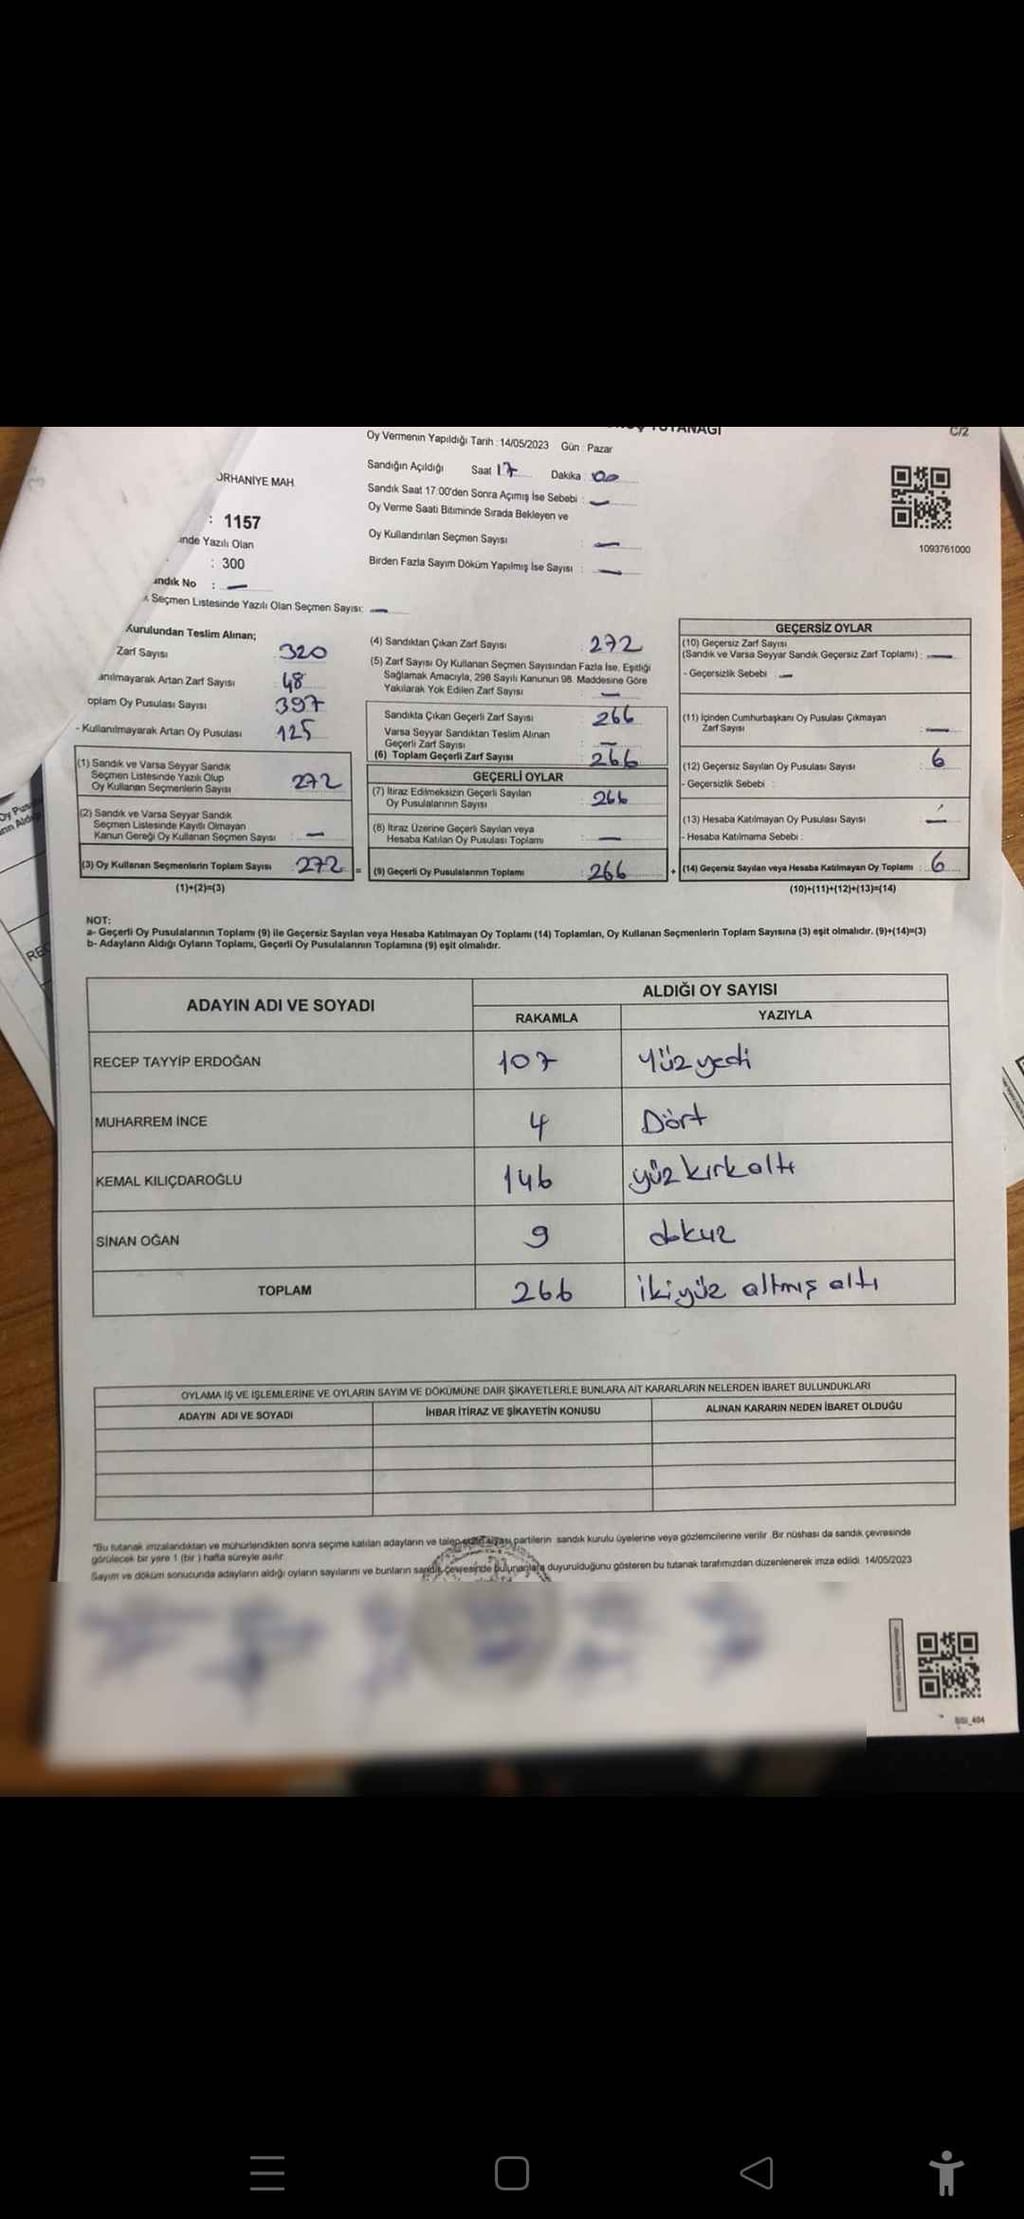 TUTANAĞI
C/2
Oy Vermenin Yapıldığı Tarih : 14/05/2023 Gün : Pazar
Sandığın Açıldığı Saat 17 Dakika : 00
Sandık Saat 17:00'den Sonra Açımış İse Sebebi : —
Oy Verme Saati Bitiminde Sırada Bekleyen ve
Oy Kullandırılan Seçmen Sayısı : —
Birden Fazla Sayım Döküm Yapılmış İse Sayısı : —
1093761000
ORHANİYE MAH
: 1157
inde Yazılı Olan
: 300
andık No : —
Seçmen Listesinde Yazılı Olan Seçmen Sayısı: —
Kurulundan Teslim Alınan;
Zarf Sayısı : 320
anılmayarak Artan Zarf Sayısı : 48
oplam Oy Pusulası Sayısı : 397
- Kullanılmayarak Artan Oy Pusulası : 125
(1) Sandık ve Varsa Seyyar Sandık
Seçmen Listesinde Yazılı Olup
Oy Kullanan Seçmenlerin Sayısı : 272
(2) Sandık ve Varsa Seyyar Sandık
Seçmen Listesinde Kayıtlı Olmayan
Kanun Gereği Oy Kullanan Seçmen Sayısı : —
(3) Oy Kullanan Seçmenlerin Toplam Sayısı : 272 =
(1)+(2)=(3)
(4) Sandıktan Çıkan Zarf Sayısı : 272
(5) Zarf Sayısı Oy Kullanan Seçmen Sayısından Fazla İse, Eşitliği
Sağlamak Amacıyla, 298 Sayılı Kanunun 98. Maddesine Göre
Yakılarak Yok Edilen Zarf Sayısı : —
Sandıkta Çıkan Geçerli Zarf Sayısı : 266
Varsa Seyyar Sandıktan Teslim Alınan
Geçerli Zarf Sayısı : —
(6) Toplam Geçerli Zarf Sayısı : 266
GEÇERLİ OYLAR
(7) İtiraz Edilmeksizin Geçerli Sayılan
Oy Pusulalarının Sayısı : 266
(8) İtiraz Üzerine Geçerli Sayılan veya
Hesaba Katılan Oy Pusulası Toplamı : —
(9) Geçerli Oy Pusulalarının Toplamı : 266 +
GEÇERSİZ OYLAR
(10) Geçersiz Zarf Sayısı
(Sandık ve Varsa Seyyar Sandık Geçersiz Zarf Toplamı) : —
- Geçersizlik Sebebi : —
(11) İçinden Cumhurbaşkanı Oy Pusulası Çıkmayan
Zarf Sayısı : —
(12) Geçersiz Sayılan Oy Pusulası Sayısı : 6
- Geçersizlik Sebebi :
(13) Hesaba Katılmayan Oy Pusulası Sayısı : —
- Hesaba Katılmama Sebebi :
(14) Geçersiz Sayılan veya Hesaba Katılmayan Oy Toplamı : 6
(10)+(11)+(12)+(13)=(14)
NOT:
a- Geçerli Oy Pusulalarının Toplamı (9) ile Geçersiz Sayılan veya Hesaba Katılmayan Oy Toplamı (14) Toplamları, Oy Kullanan Seçmenlerin Toplam Sayısına (3) eşit olmalıdır. (9)+(14)=(3)
b- Adayların Aldığı Oyların Toplamı, Geçerli Oy Pusulalarının Toplamına (9) eşit olmalıdır.
ADAYIN ADI VE SOYADI ALDIĞI OY SAYISI
RAKAMLA YAZIYLA
RECEP TAYYİP ERDOĞAN 107 yüz yedi
MUHARREM İNCE 4 Dört
KEMAL KILIÇDAROĞLU 146 yüz kırk altı
SİNAN OĞAN 9 dokuz
TOPLAM 266 ikiyüz altmış altı
OYLAMA İŞ VE İŞLEMLERİNE VE OYLARIN SAYIM VE DÖKÜMÜNE DAİR ŞİKAYETLERLE BUNLARA AİT KARARLARIN NELERDEN İBARET BULUNDUKLARI
ADAYIN ADI VE SOYADI İHBAR İTİRAZ VE ŞİKAYETİN KONUSU ALINAN KARARIN NEDEN İBARET OLDUĞU
"Bu tutanak imzalandıktan ve mühürlendikten sonra seçime katılan adayların ve talep eden siyasi partilerin sandık kurulu üyelerine veya gözlemcilerine verilir. Bir nüshası da sandık çevresinde
görülecek bir yere 1 (bir) hafta süreyle asılır.
Sayım ve döküm sonucunda adayların aldığı oyların sayılarını ve bunların sandık çevresinde bulunanlara duyurulduğunu gösteren bu tutanak tarafımızdan düzenlenerek imza edildi. 14/05/2023